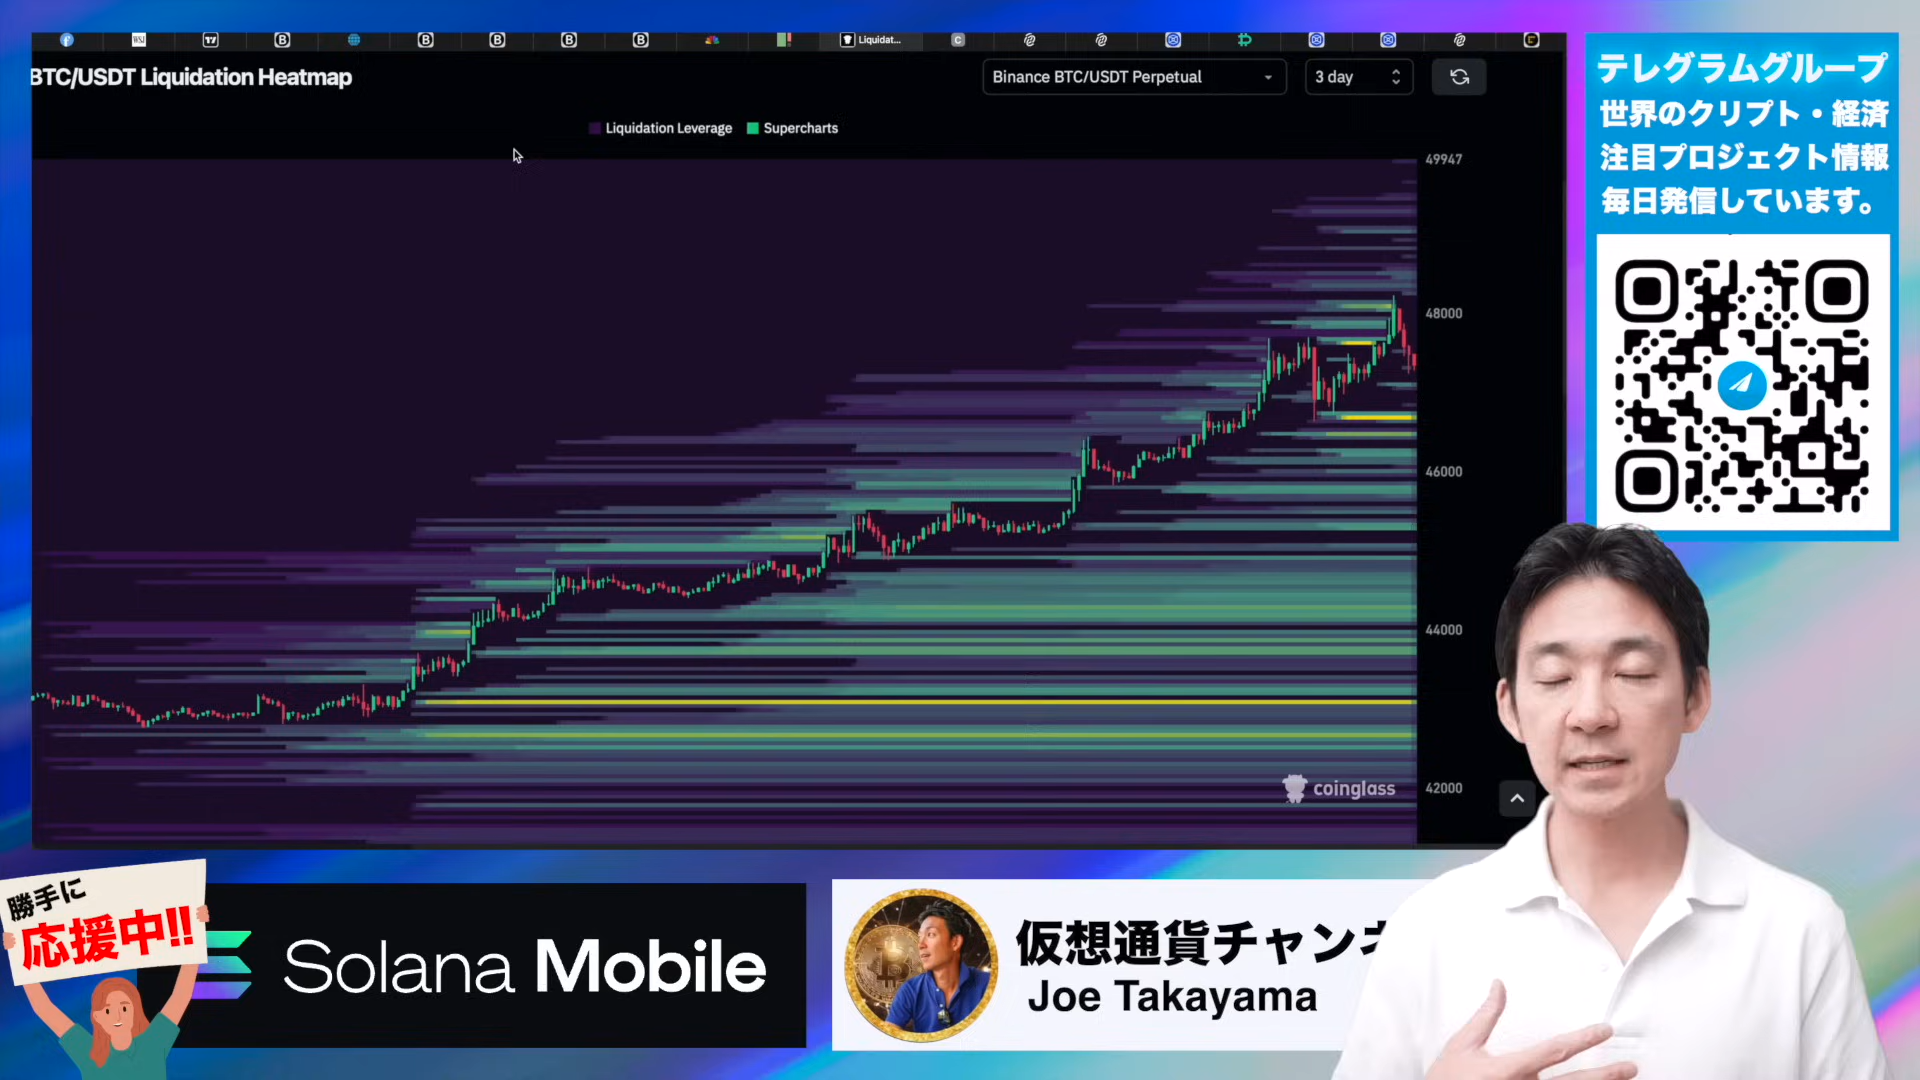 WSJ
Liquidat...
BTC/USDT Liquidation Heatmap
Binance BTC/USDT Perpetual
3 day
Liquidation Leverage
Supercharts
49947
48000
46000
44000
42000
coinglass
テレグラムグループ
世界のクリプト・経済
注目プロジェクト情報
毎日発信しています。
勝手に
応援中!!
Solana Mobile
仮想通貨チャンネ
Joe Takayama